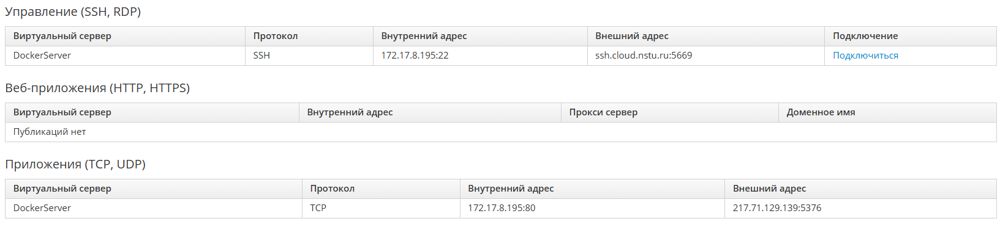 Управление (SSH, RDP)
Виртуальный сервер Протокол Внутренний адрес Внешний адрес Подключение
DockerServer SSH 172.17.8.195:22 ssh.cloud.nstu.ru:5669 Подключиться
Веб-приложения (HTTP, HTTPS)
Виртуальный сервер Внутренний адрес Прокси сервер Доменное имя
Публикаций нет
Приложения (TCP, UDP)
Виртуальный сервер Протокол Внутренний адрес Внешний адрес
DockerServer TCP 172.17.8.195:80 217.71.129.139:5376